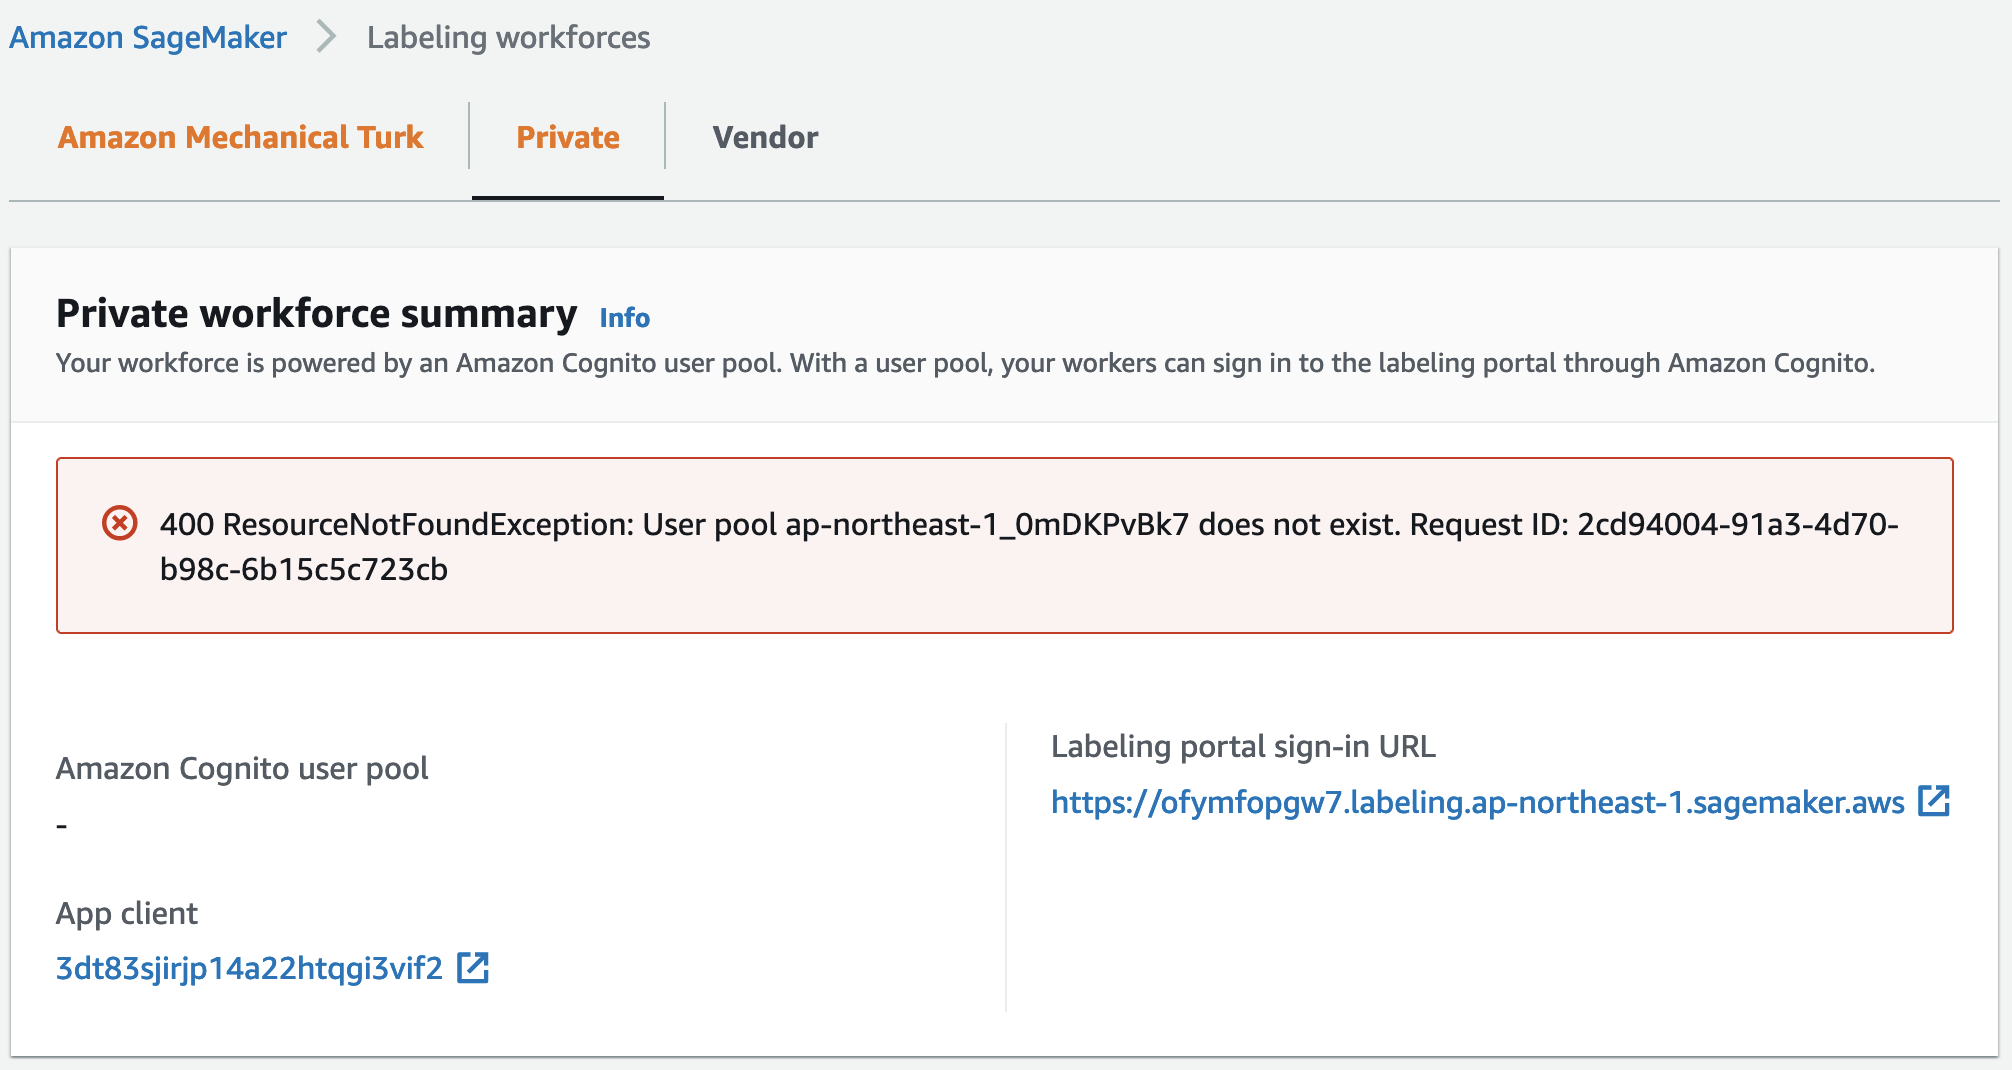 Amazon SageMaker > Labeling workforces
Amazon Mechanical Turk
Private
Vendor
Private workforce summary Info
Your workforce is powered by an Amazon Cognito user pool. With a user pool, your workers can sign in to the labeling portal through Amazon Cognito.
400 ResourceNotFoundException: User pool ap-northeast-1_0mDKPvBk7 does not exist. Request ID: 2cd94004-91a3-4d70-
b98c-6b15c5c723cb
Amazon Cognito user pool
-
App client
3dt83sjirjp14a22htqgi3vif2
Labeling portal sign-in URL
https://ofymfopgw7.labeling.ap-northeast-1.sagemaker.aws